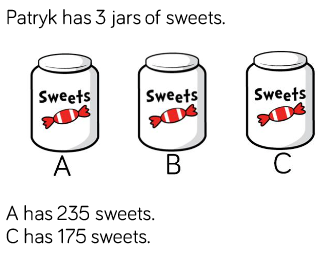 Patryk has 3 jars of sweets.
Sweets Sweets Sweets
A B C
A has 235 sweets.
C has 175 sweets.